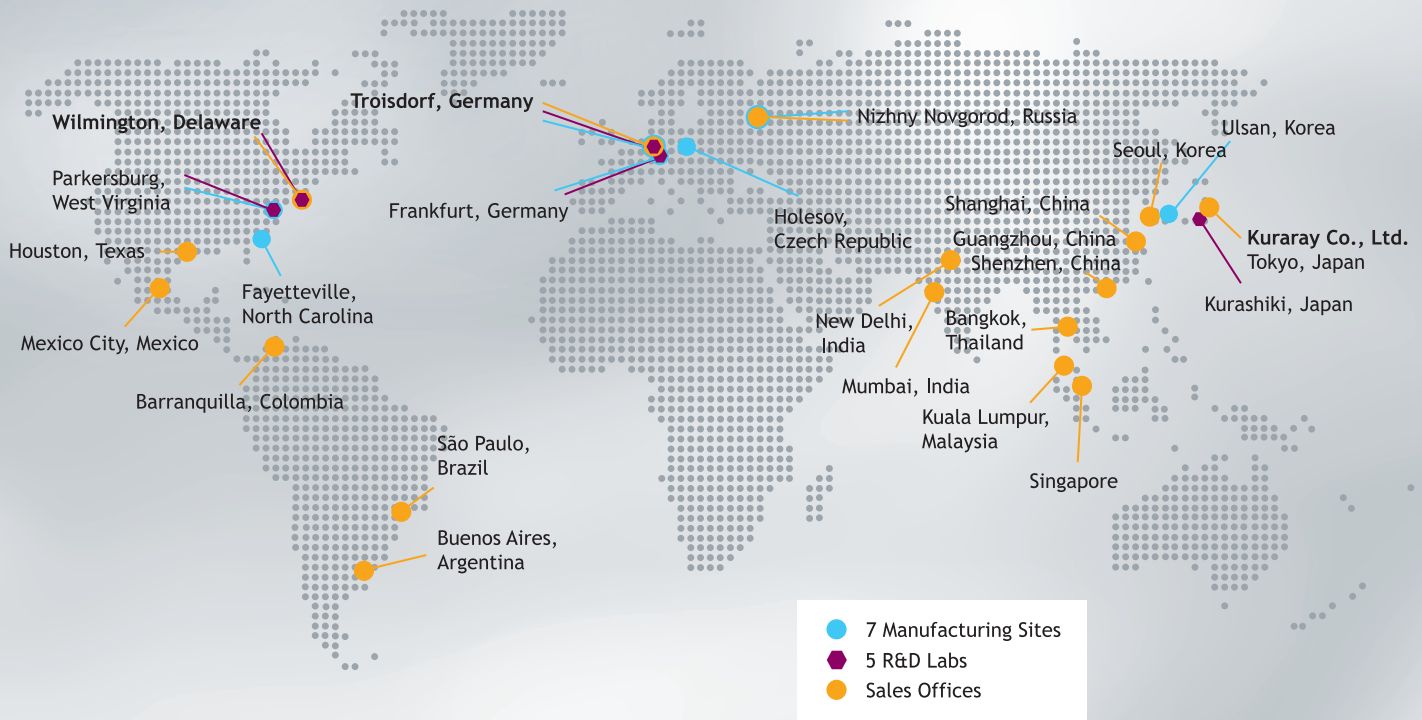 Troisdorf, Germany
Wilmington, Delaware
Nizhny Novgorod, Russia
Ulsan, Korea
Seoul, Korea
Parkersburg,
West Virginia
Frankfurt, Germany
Holesov,
Czech Republic
Shanghai, China
Guangzhou, China
Shenzhen, China
Kuraray Co., Ltd.
Tokyo, Japan
Houston, Texas
Fayetteville,
North Carolina
Kurashiki, Japan
New Delhi,
India
Bangkok,
Thailand
Mexico City, Mexico
Mumbai, India
Barranquilla, Colombia
Kuala Lumpur,
Malaysia
São Paulo,
Brazil
Singapore
Buenos Aires,
Argentina
7 Manufacturing Sites
5 R&D Labs
Sales Offices